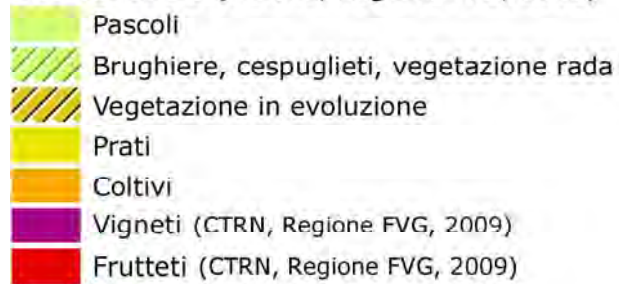 Pascoli
Brughiere, cespuglieti, vegetazione rada
Vegetazione in evoluzione
Prati
Coltivi
Vigneti (CTRN, Regione FVG, 2009)
Frutteti (CTRN, Regione FVG, 2009)